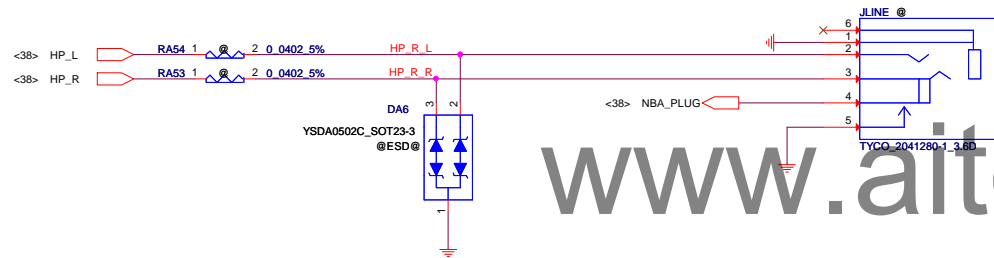 JLINE @
6
1
2
3
4
5
<38> HP_L RA54 1 @ 2 0_0402_5% HP_R_L
<38> HP_R RA53 1 @ 2 0_0402_5% HP_R_R
<38> NBA_PLUG
DA6 3 2
YSDA0502C_SOT23-3
@ESD@
1
TYCO_2041280-1_3.6D
www.ait